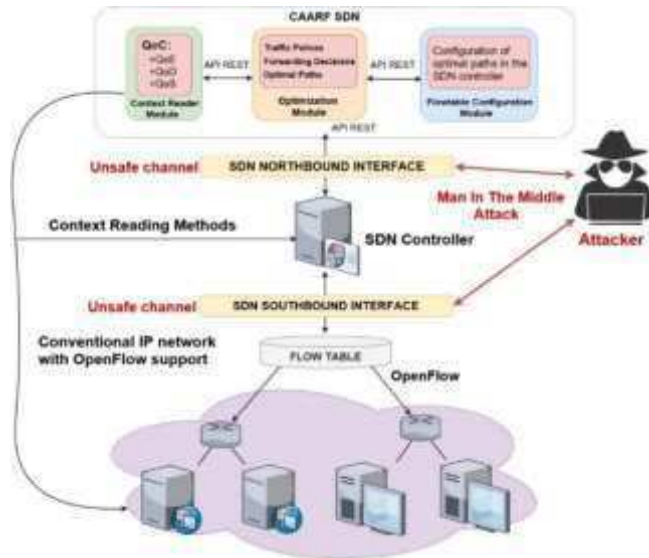 CAARF SDN
QoC:
+QoE
+QoD
+QoS
Context Reader
Module
API REST
Traffic Polices
Forwarding Decisions
Optimal Paths
Optimization
Module
API REST
Configuration of
optimal paths in the
SDN controller
Flowtable Configuration
Module
API REST
Unsafe channel
SDN NORTHBOUND INTERFACE
Man In The Middle
Attack
Attacker
Context Reading Methods
SDN Controller
Unsafe channel
SDN SOUTHBOUND INTERFACE
Conventional IP network
with OpenFlow support
FLOW TABLE
OpenFlow